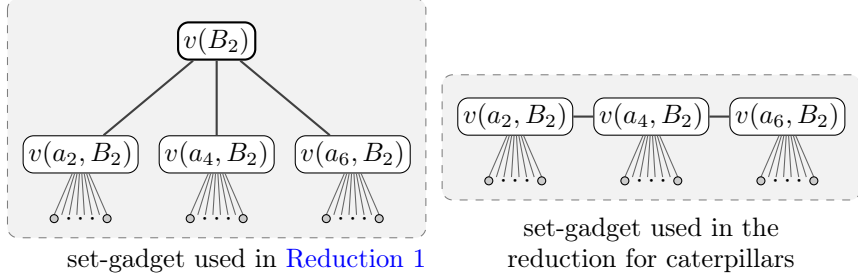 v(B₂)
v(a₂, B₂) v(a₄, B₂) v(a₆, B₂)
set-gadget used in Reduction 1
v(a₂, B₂) v(a₄, B₂) v(a₆, B₂)
set-gadget used in the
reduction for caterpillars